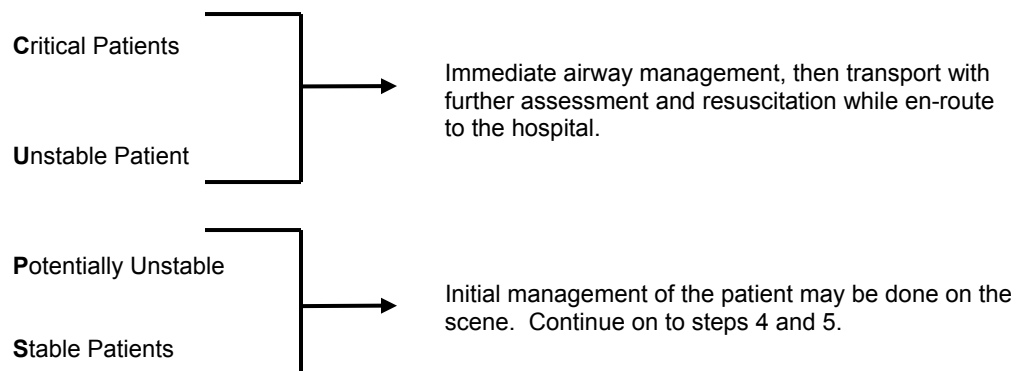 Critical Patients
Unstable Patient
Immediate airway management, then transport with
further assessment and resuscitation while en-route
to the hospital.
Potentially Unstable
Stable Patients
Initial management of the patient may be done on the
scene.  Continue on to steps 4 and 5.